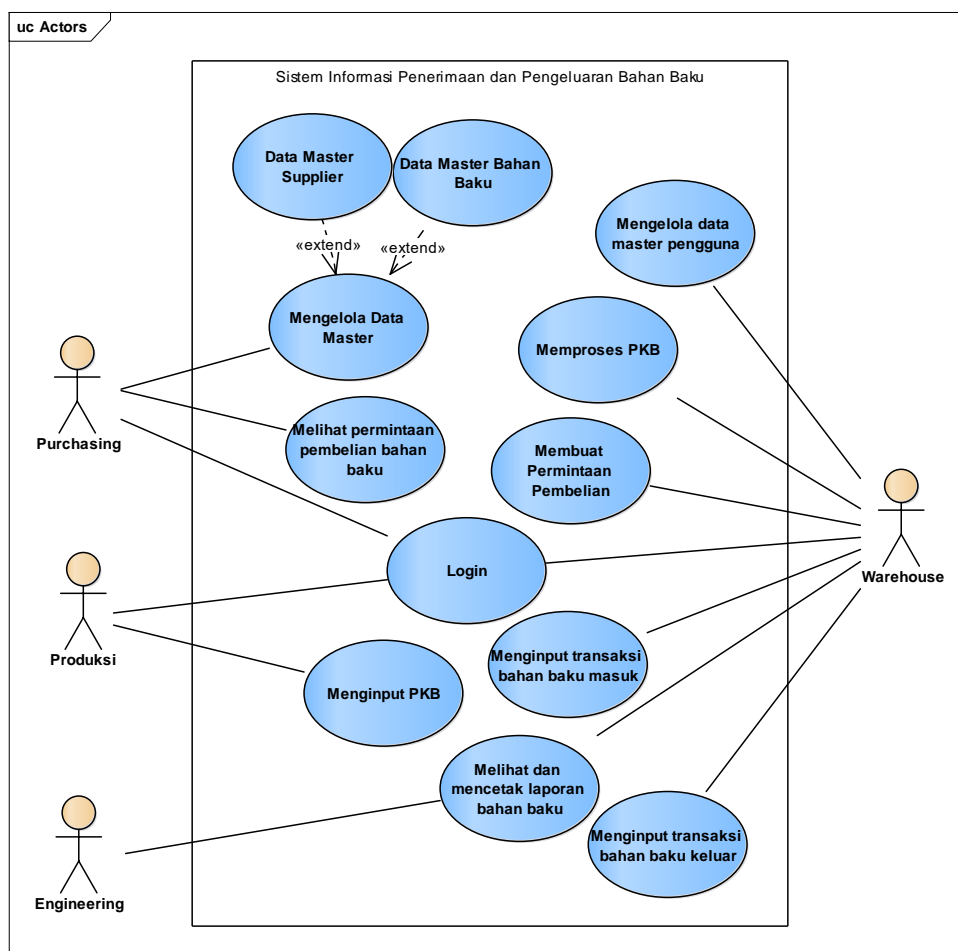 uc Actors
Sistem Informasi Penerimaan dan Pengeluaran Bahan Baku
Data Master
Supplier
Data Master Bahan
Baku
Mengelola data
master pengguna
«extend»
«extend»
Mengelola Data
Master
Memproses PKB
Purchasing
Melihat permintaan
pembelian bahan
baku
Membuat
Permintaan
Pembelian
Login
Warehouse
Produksi
Menginput PKB
Menginput transaksi
bahan baku masuk
Melihat dan
mencetak laporan
bahan baku
Menginput transaksi
bahan baku keluar
Engineering